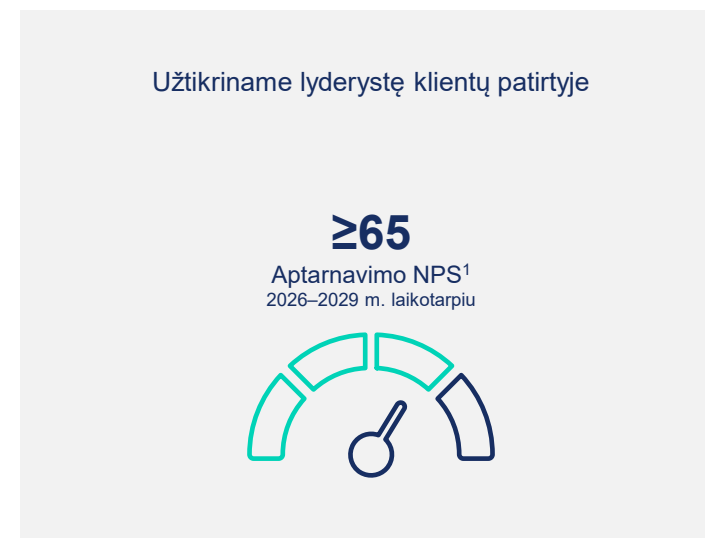 Užtikriname lyderystę klientų patirtyje
≥65
Aptarnavimo NPS¹
2026–2029 m. laikotarpiu